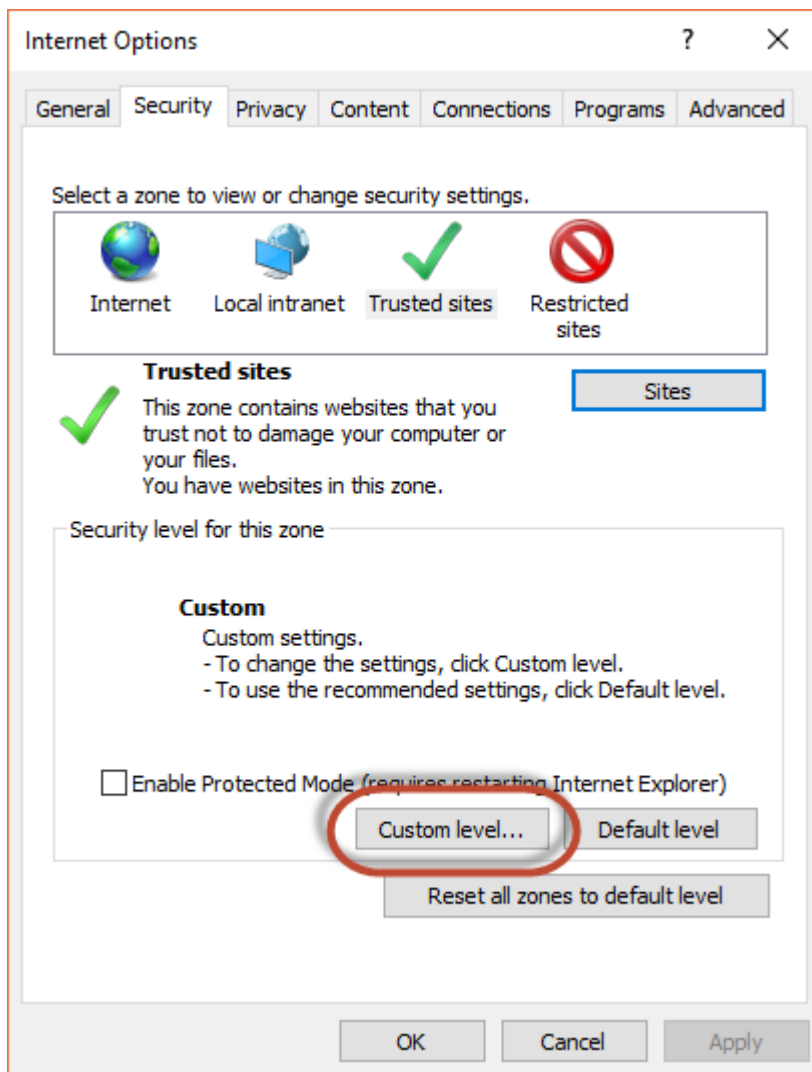 Internet Options ?
General Security Privacy Content Connections Programs Advanced
Select a zone to view or change security settings.
Internet Local intranet Trusted sites Restricted
sites
Trusted sites
Sites
This zone contains websites that you
trust not to damage your computer or
your files.
You have websites in this zone.
Security level for this zone
Custom
Custom settings.
- To change the settings, click Custom level.
- To use the recommended settings, click Default level.
Enable Protected Mode (requires restarting Internet Explorer)
Custom level... Default level
Reset all zones to default level
OK Cancel Apply